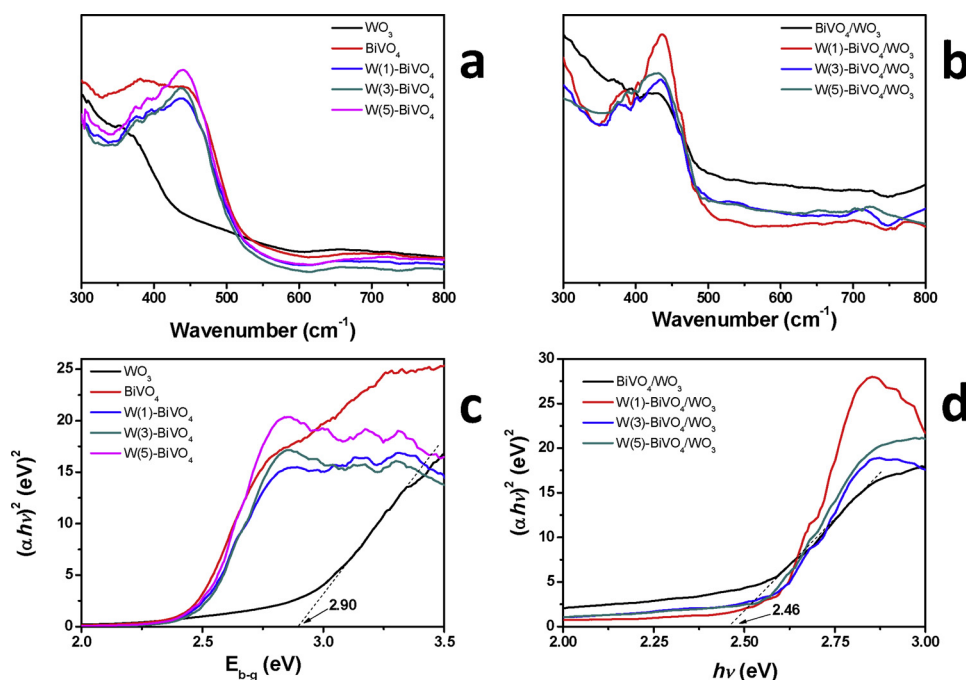 WO₃
BiVO₄
W(1)-BiVO₄
W(3)-BiVO₄
W(5)-BiVO₄
a
300 400 500 600 700 800
Wavenumber (cm⁻¹)
BiVO₄/WO₃
W(1)-BiVO₄/WO₃
W(3)-BiVO₄/WO₃
W(5)-BiVO₄/WO₃
b
300 400 500 600 700 800
Wavenumber (cm⁻¹)
(αhν)² (eV)²
25
20
15
10
5
0
WO₃
BiVO₄
W(1)-BiVO₄
W(3)-BiVO₄
W(5)-BiVO₄
c
2.90
2.0 2.5 3.0 3.5
E_b-g (eV)
(αhν)² (eV)²
30
25
20
15
10
5
0
BiVO₄/WO₃
W(1)-BiVO₄/WO₃
W(3)-BiVO₄/WO₃
W(5)-BiVO₄/WO₃
d
2.46
2.00 2.25 2.50 2.75 3.00
hν (eV)